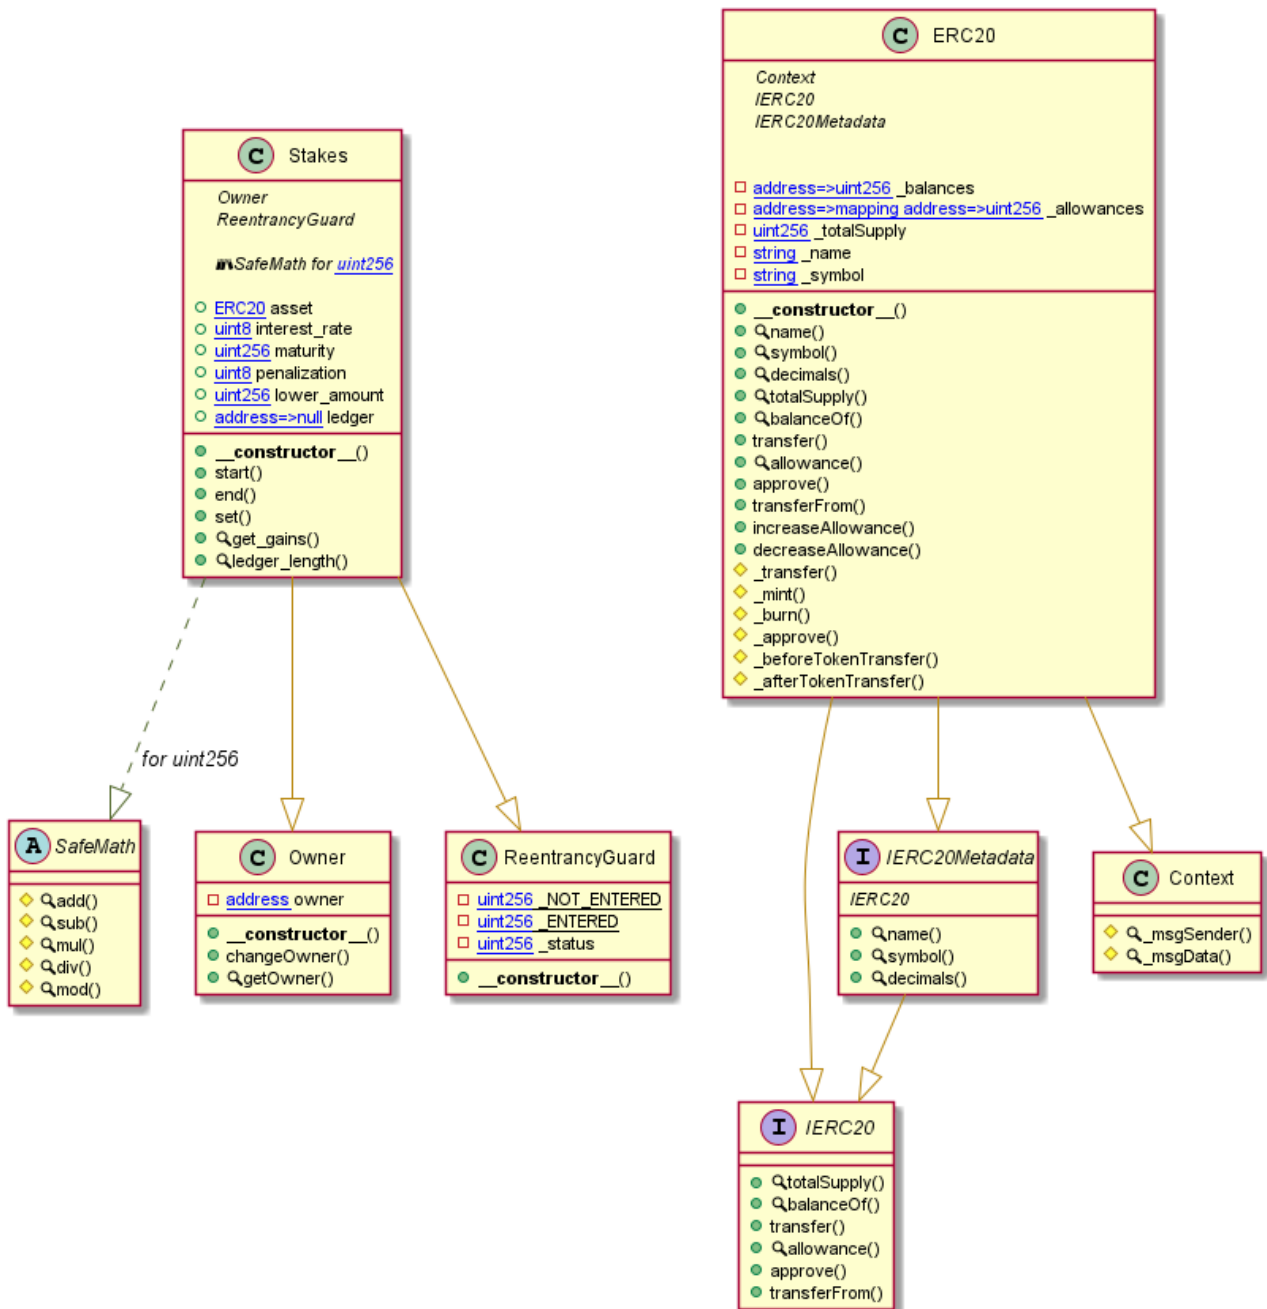 C Stakes
Owner
ReentrancyGuard
SafeMath for uint256
ERC20 asset
uint8 interest_rate
uint256 maturity
uint8 penalization
uint256 lower_amount
address=>null ledger
__constructor__()
start()
end()
set()
get_gains()
ledger_length()
C ERC20
Context
IERC20
IERC20Metadata
address=>uint256 _balances
address=>mapping address=>uint256 _allowances
uint256 _totalSupply
string _name
string _symbol
__constructor__()
name()
symbol()
decimals()
totalSupply()
balanceOf()
transfer()
allowance()
approve()
transferFrom()
increaseAllowance()
decreaseAllowance()
_transfer()
_mint()
_burn()
_approve()
_beforeTokenTransfer()
_afterTokenTransfer()
for uint256
A SafeMath
add()
sub()
mul()
div()
mod()
C Owner
address owner
__constructor__()
changeOwner()
getOwner()
C ReentrancyGuard
uint256 _NOT_ENTERED
uint256 _ENTERED
uint256 _status
__constructor__()
I IERC20Metadata
IERC20
name()
symbol()
decimals()
C Context
_msgSender()
_msgData()
I IERC20
totalSupply()
balanceOf()
transfer()
allowance()
approve()
transferFrom()